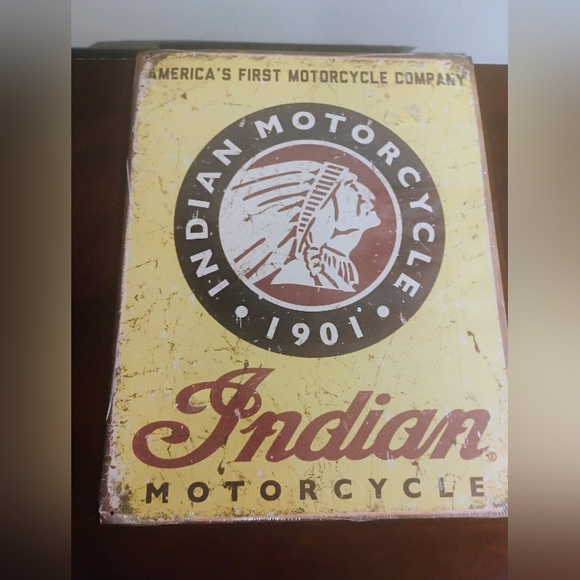 AMERICA'S FIRST MOTORCYCLE COMPANY
INDIAN MOTORCYCLE
• 1901 •
Indian®
MOTORCYCLE